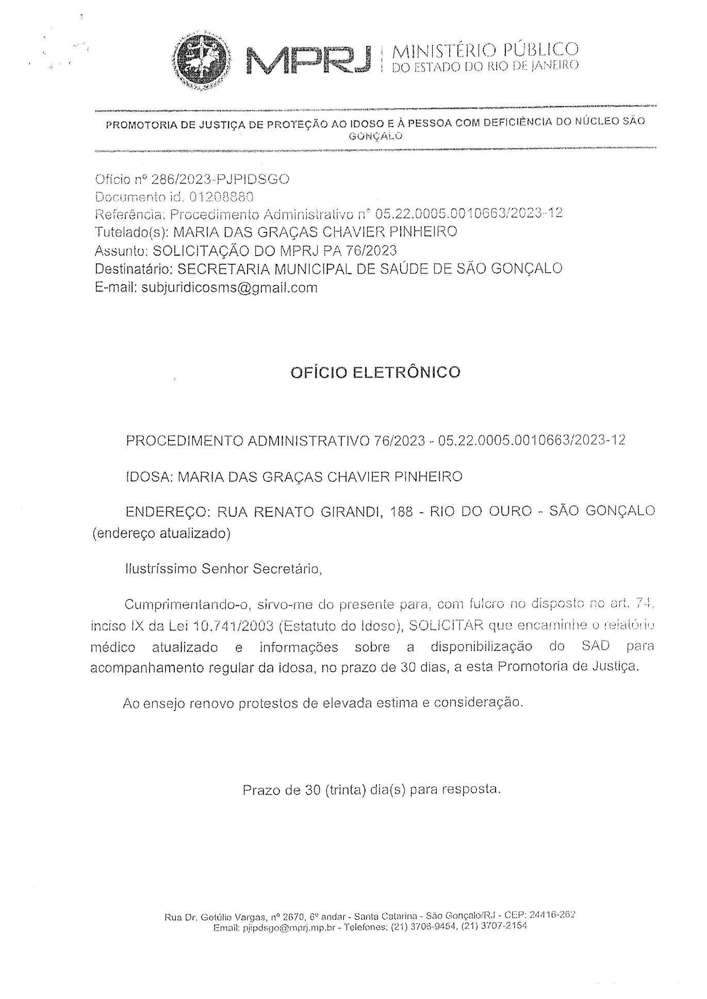 MPRJ MINISTÉRIO PÚBLICO
DO ESTADO DO RIO DE JANEIRO
PROMOTORIA DE JUSTIÇA DE PROTEÇÃO AO IDOSO E À PESSOA COM DEFICIÊNCIA DO NÚCLEO SÃO
GONÇALO
Ofício nº 286/2023-PJPIDSGO
Documento id. 01208880
Referência: Procedimento Administrativo n° 05.22.0005.0010663/2023-12
Tutelado(s): MARIA DAS GRAÇAS CHAVIER PINHEIRO
Assunto: SOLICITAÇÃO DO MPRJ PA 76/2023
Destinatário: SECRETARIA MUNICIPAL DE SAÚDE DE SÃO GONÇALO
E-mail: subjuridicosms@gmail.com
OFÍCIO ELETRÔNICO
PROCEDIMENTO ADMINISTRATIVO 76/2023 - 05.22.0005.0010663/2023-12
IDOSA: MARIA DAS GRAÇAS CHAVIER PINHEIRO
ENDEREÇO: RUA RENATO GIRANDI, 188 - RIO DO OURO - SÃO GONÇALO
(endereço atualizado)
Ilustríssimo Senhor Secretário,
Cumprimentando-o, sirvo-me do presente para, com fulcro no disposto no art. 74,
inciso IX da Lei 10.741/2003 (Estatuto do Idoso), SOLICITAR que encaminhe o relatório
médico atualizado e informações sobre a disponibilização do SAD para
acompanhamento regular da idosa, no prazo de 30 dias, a esta Promotoria de Justiça.
Ao ensejo renovo protestos de elevada estima e consideração.
Prazo de 30 (trinta) dia(s) para resposta.
Rua Dr. Getúlio Vargas, nº 2670, 6º andar - Santa Catarina - São Gonçalo/RJ - CEP: 24416-262
Email: pjipdsgo@mprj.mp.br - Telefones: (21) 3706-9454, (21) 3707-2154